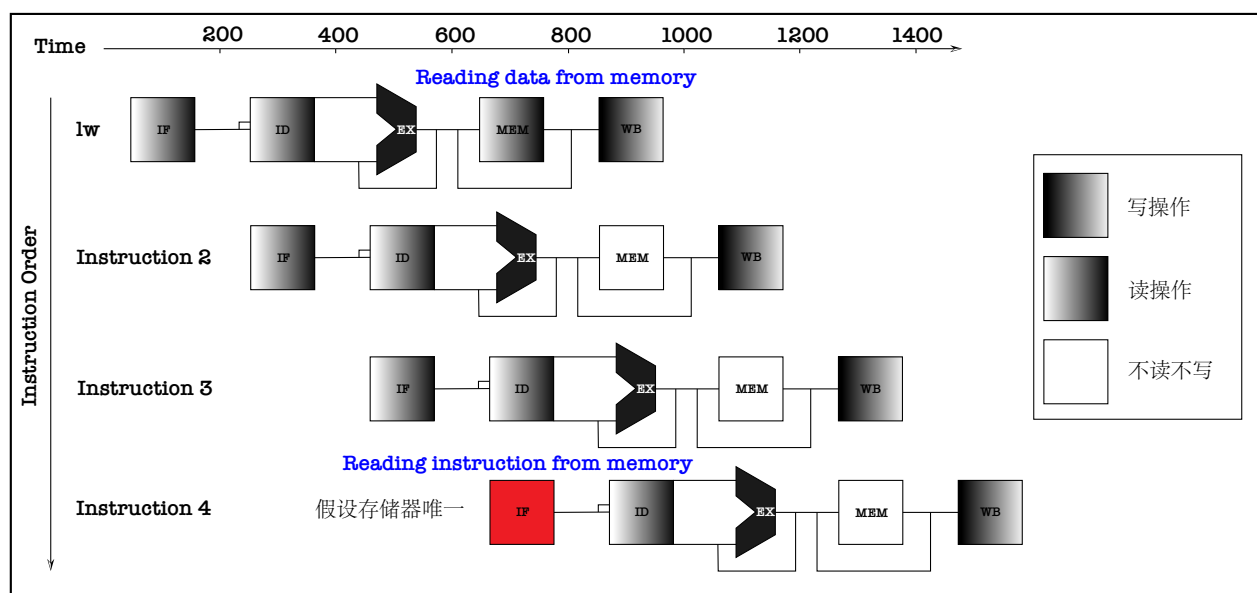 Time 200 400 600 800 1000 1200 1400
Reading data from memory
lw IF ID EX MEM WB
Instruction 2 IF ID EX MEM WB
Instruction 3 IF ID EX MEM WB
Reading instruction from memory
Instruction 4 假设存储器唯一 IF ID EX MEM WB
Instruction Order
写操作
读操作
不读不写